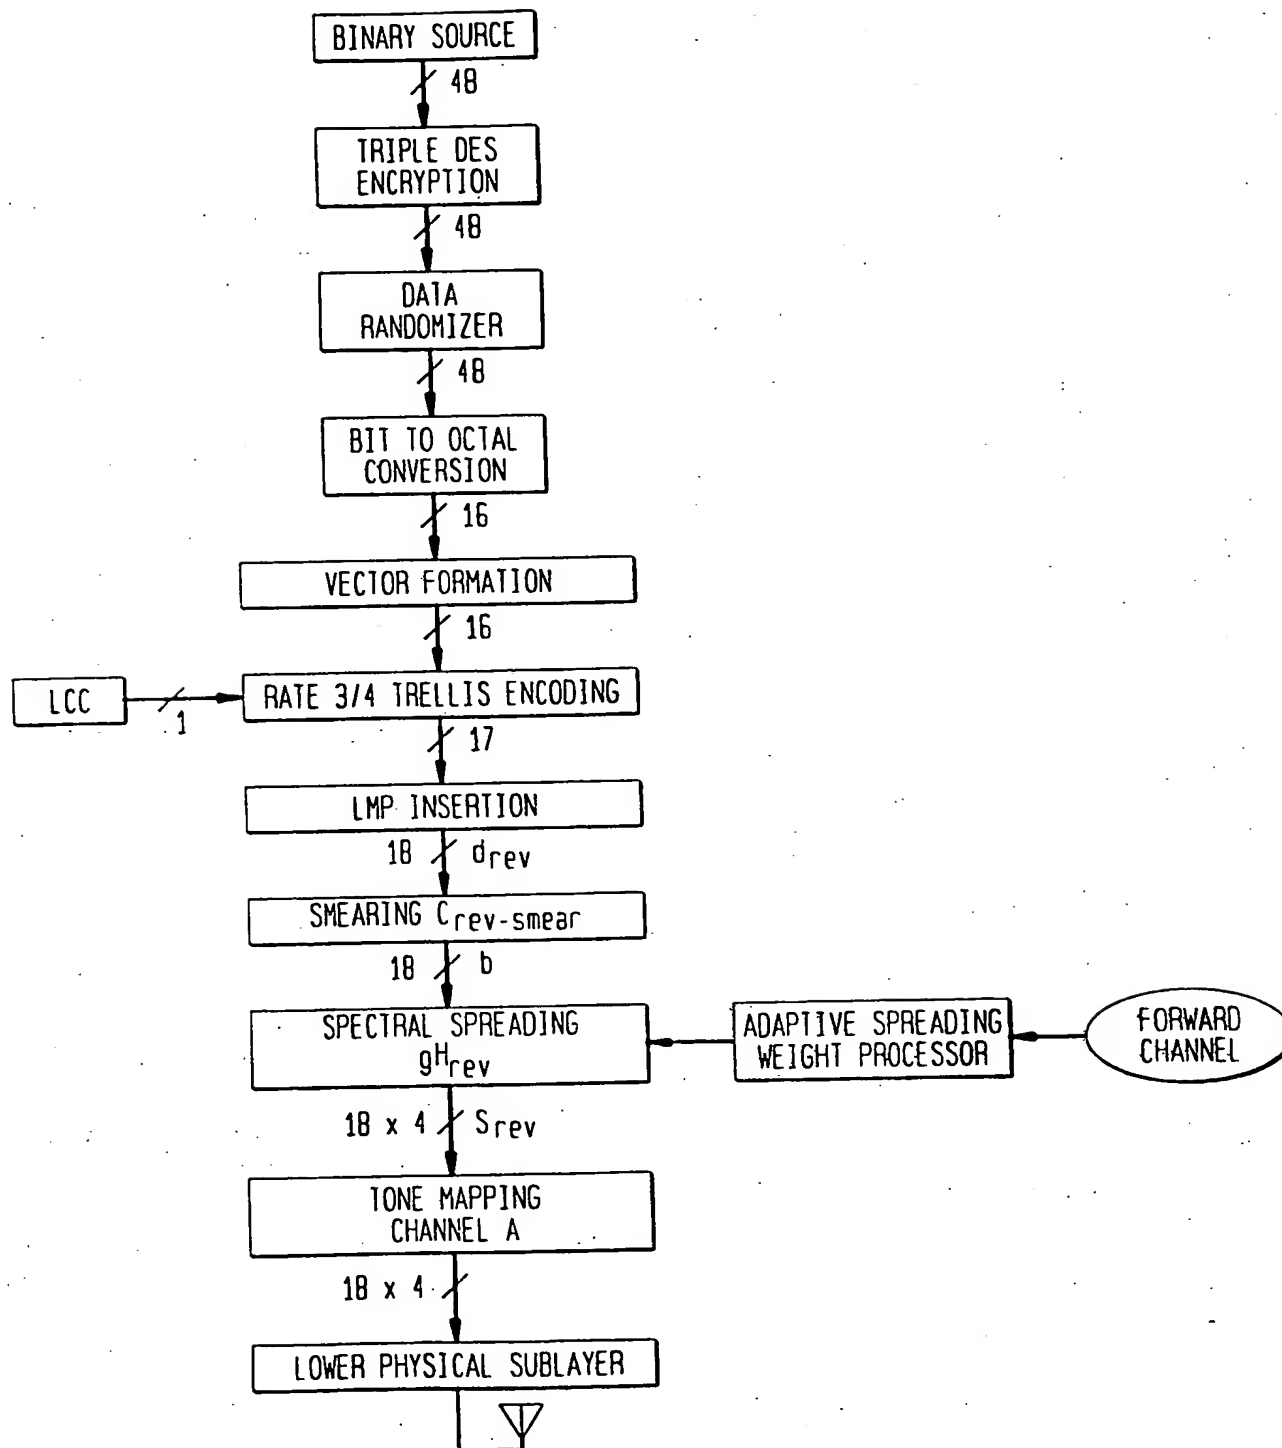 BINARY SOURCE
48
TRIPLE DES
ENCRYPTION
48
DATA
RANDOMIZER
48
BIT TO OCTAL
CONVERSION
16
VECTOR FORMATION
16
LCC
1
RATE 3/4 TRELLIS ENCODING
17
LMP INSERTION
18 drev
SMEARING Crev-smear
18 b
SPECTRAL SPREADING
gHrev
ADAPTIVE SPREADING
WEIGHT PROCESSOR
FORWARD
CHANNEL
18 x 4 Srev
TONE MAPPING
CHANNEL A
18 x 4
LOWER PHYSICAL SUBLAYER